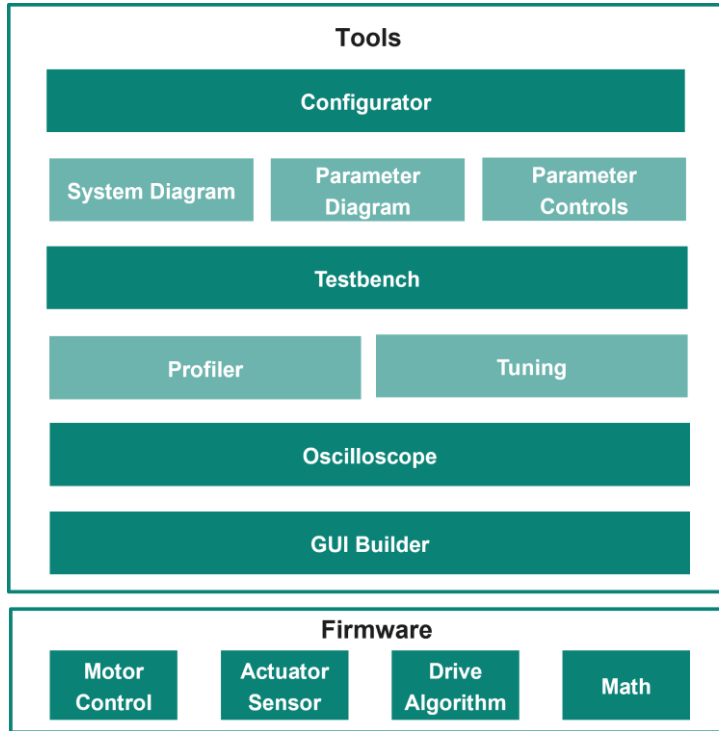 Tools
Configurator
System Diagram
Parameter
Diagram
Parameter
Controls
Testbench
Profiler
Tuning
Oscilloscope
GUI Builder
Firmware
Motor
Control
Actuator
Sensor
Drive
Algorithm
Math